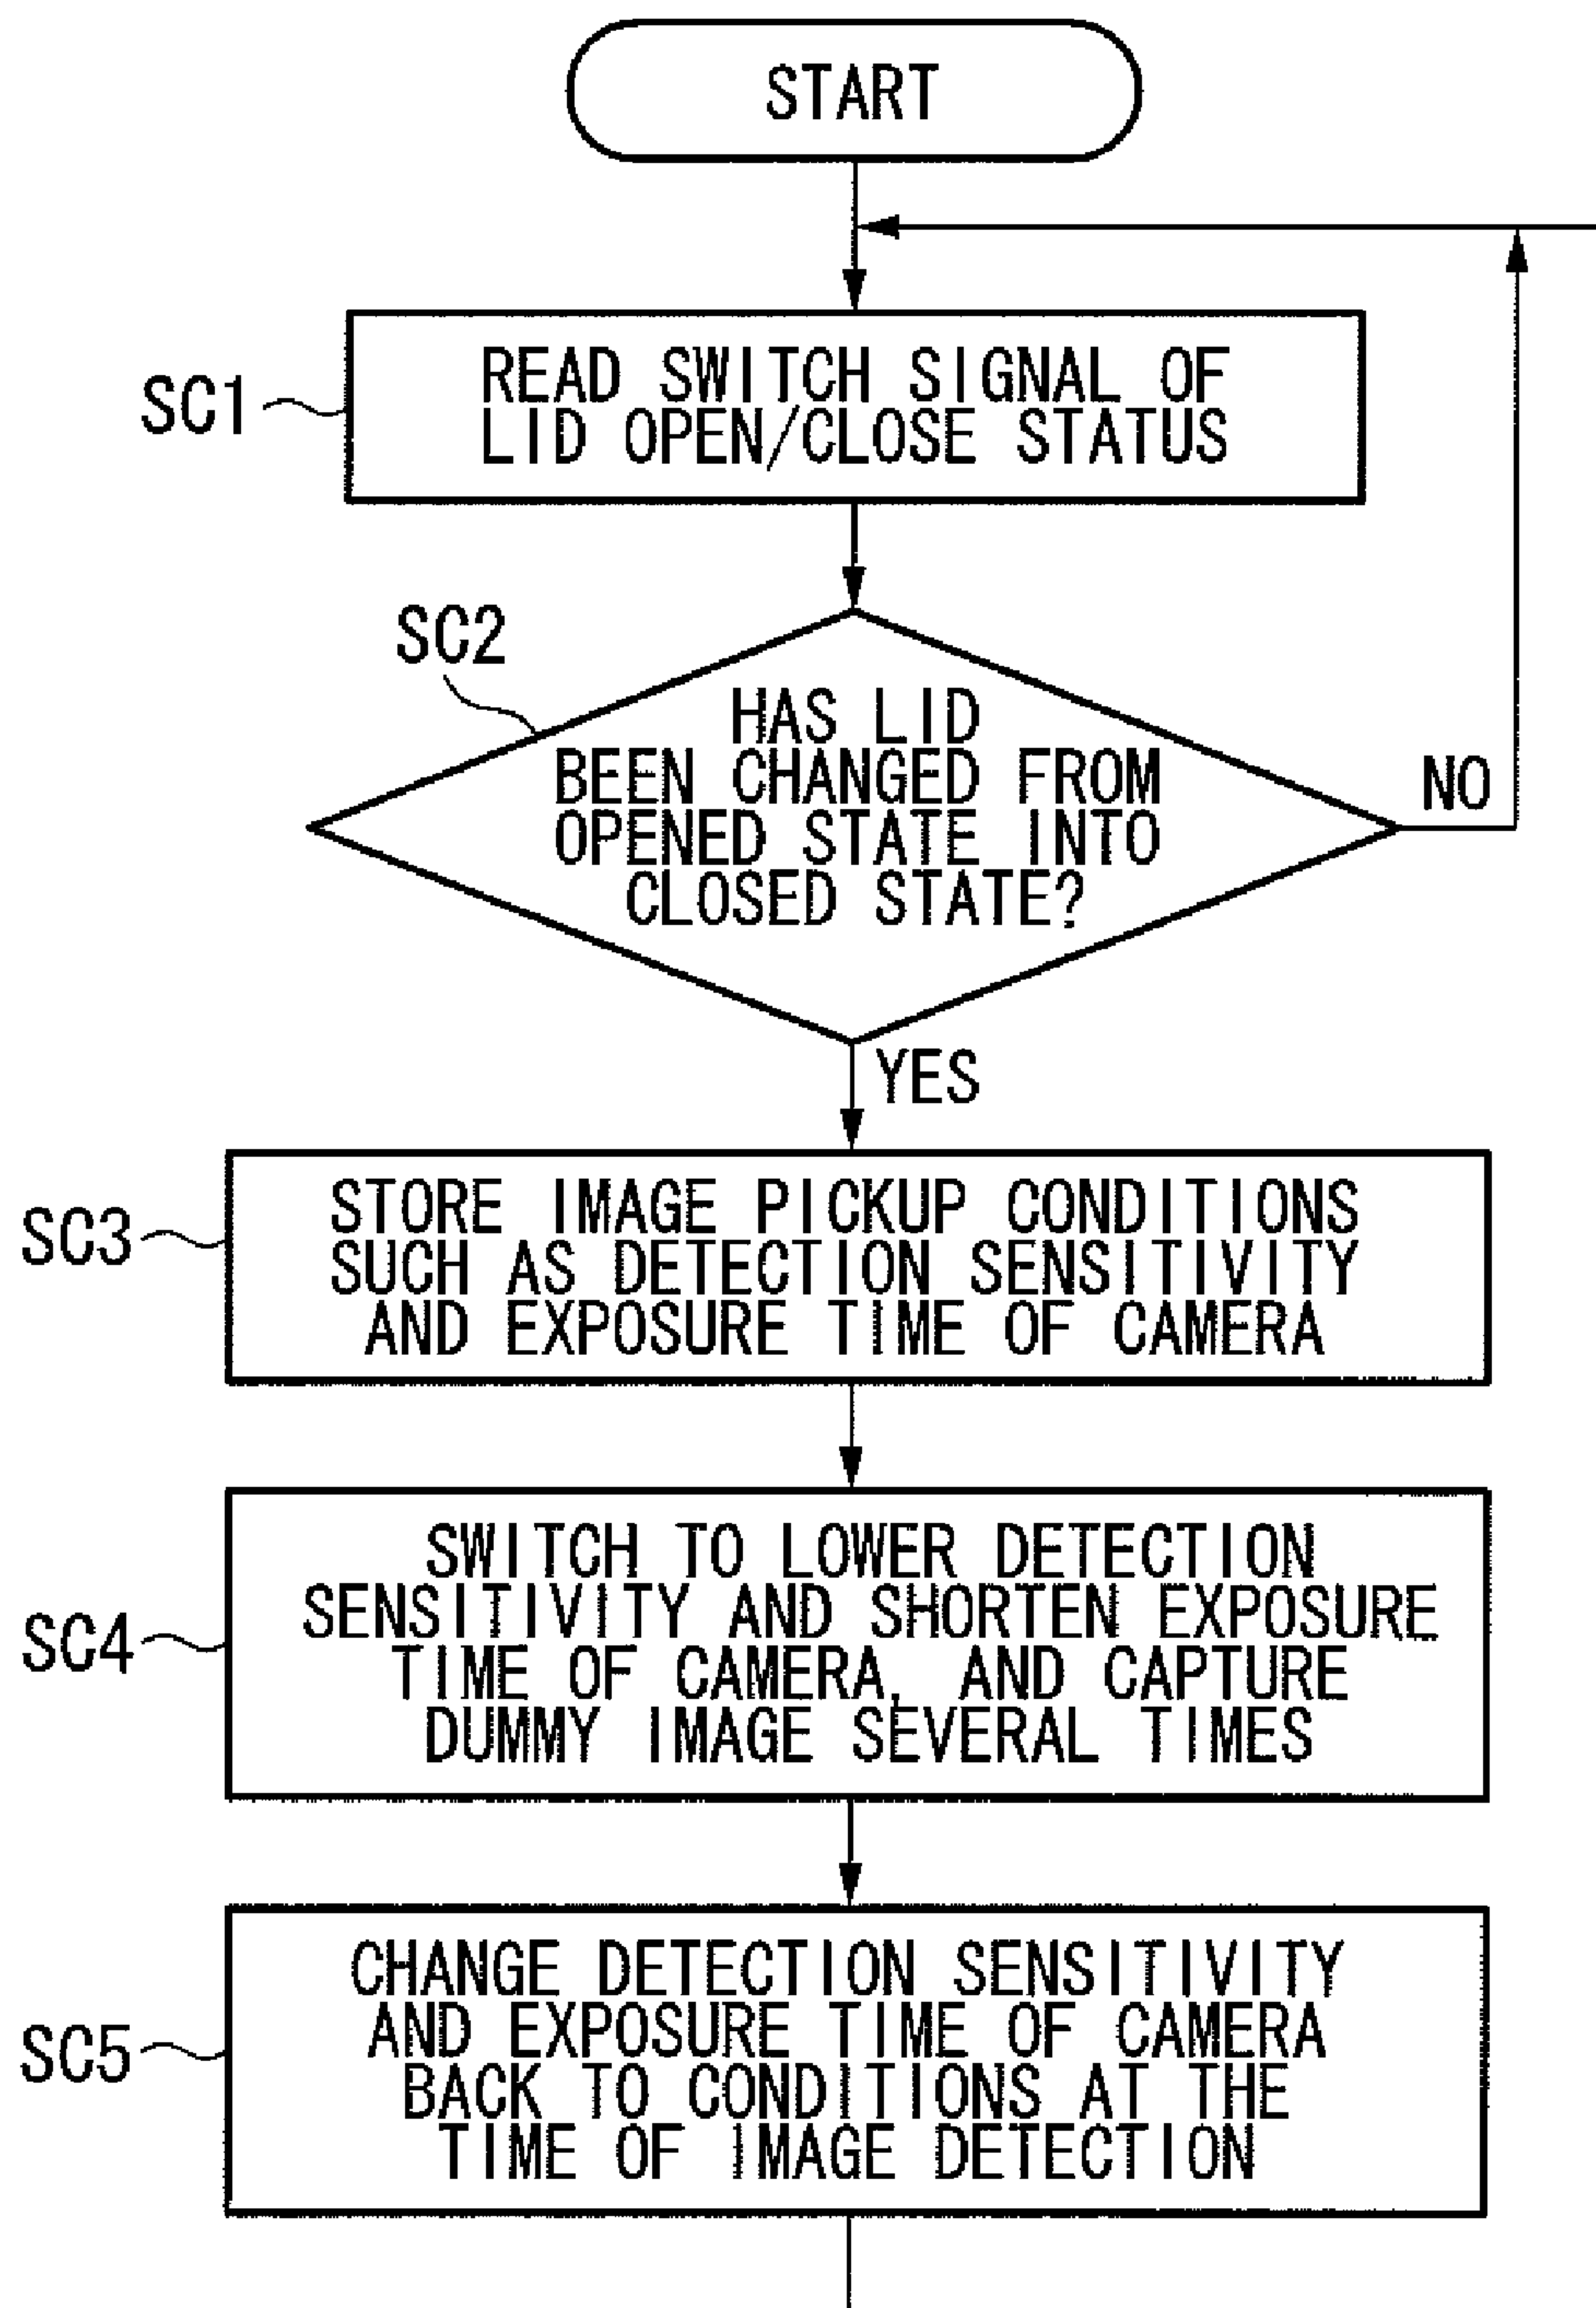 START
SC1
READ SWITCH SIGNAL OF
LID OPEN/CLOSE STATUS
SC2
HAS LID
BEEN CHANGED FROM
OPENED STATE INTO
CLOSED STATE?
NO
YES
SC3
STORE IMAGE PICKUP CONDITIONS
SUCH AS DETECTION SENSITIVITY
AND EXPOSURE TIME OF CAMERA
SC4
SWITCH TO LOWER DETECTION
SENSITIVITY AND SHORTEN EXPOSURE
TIME OF CAMERA, AND CAPTURE
DUMMY IMAGE SEVERAL TIMES
SC5
CHANGE DETECTION SENSITIVITY
AND EXPOSURE TIME OF CAMERA
BACK TO CONDITIONS AT THE
TIME OF IMAGE DETECTION